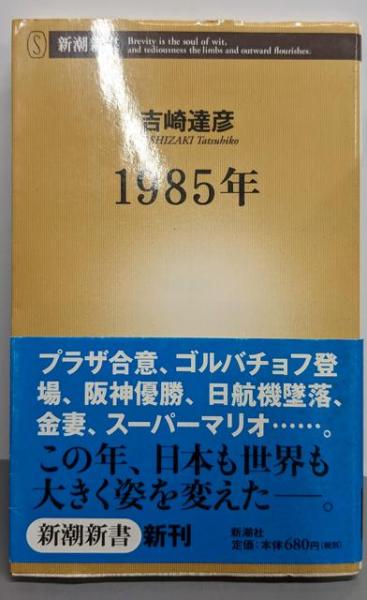 S 新潮新書
Brevity is the soul of wit,
and tediousness the limbs and outward flourishes.
吉崎達彦
SHIZAKI Tatsuhiko
1985年
プラザ合意、ゴルバチョフ登
場、阪神優勝、日航機墜落、
金妻、スーパーマリオ……。
この年、日本も世界も
大きく姿を変えた――。
新潮新書 新刊
新潮社
定価:本体680円(税別)